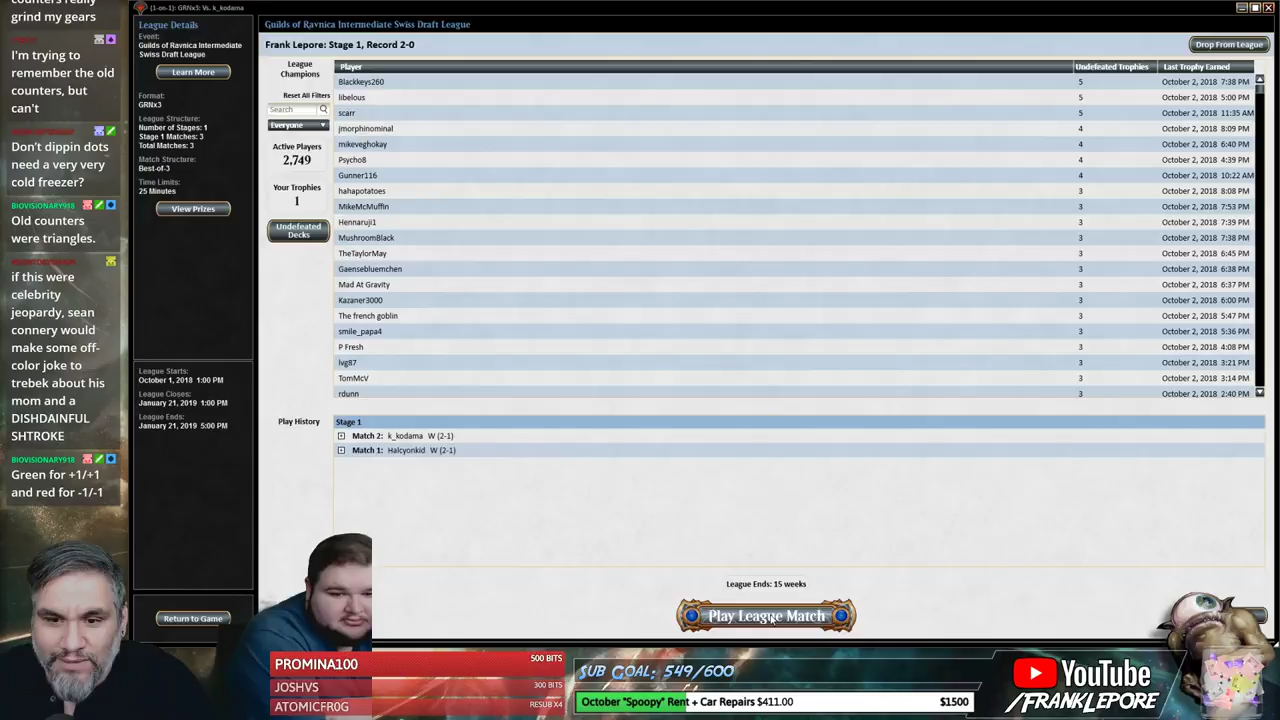 counters really
grind my gears
I'm trying to
remember the old
counters, but
can't
Don't dippin dots
need a very very
cold freezer?
BIOVISIONARY918
Old counters
were triangles.
if this were
celebrity
jeopardy, sean
connery would
make some off-
color joke to
trebek about his
mom and a
DISHDAINFUL
SHTROKE
BIOVISIONARY918
Green for +1/+1
and red for -1/-1
(1-on-1): GRNx3: Vs. k_kodama
League Details
Event:
Guilds of Ravnica Intermediate
Swiss Draft League
Learn More
Format:
GRNx3
League Structure:
Number of Stages: 1
Stage 1 Matches: 3
Total Matches: 3
Match Structure:
Best-of-3
Time Limits:
25 Minutes
View Prizes
League Starts:
October 1, 2018 1:00 PM
League Closes:
January 21, 2019 1:00 PM
League Ends:
January 21, 2019 5:00 PM
Return to Game
Guilds of Ravnica Intermediate Swiss Draft League
Frank Lepore: Stage 1, Record 2-0
Drop From League
League
Champions
Reset All Filters
Search
Everyone
Active Players
2,749
Your Trophies
1
Undefeated
Decks
Player Undefeated Trophies Last Trophy Earned
Blackkeys260 5 October 2, 2018 7:38 PM
libelous 5 October 2, 2018 5:00 PM
scarr 5 October 2, 2018 11:35 AM
jmorphinominal 4 October 2, 2018 8:09 PM
mikeveghokay 4 October 2, 2018 6:40 PM
Psycho8 4 October 2, 2018 4:39 PM
Gunner116 4 October 2, 2018 10:22 AM
hahapotatoes 3 October 2, 2018 8:08 PM
MikeMcMuffin 3 October 2, 2018 7:53 PM
Hennaruji1 3 October 2, 2018 7:39 PM
MushroomBlack 3 October 2, 2018 7:38 PM
TheTaylorMay 3 October 2, 2018 6:45 PM
Gaensebluemchen 3 October 2, 2018 6:38 PM
Mad At Gravity 3 October 2, 2018 6:37 PM
Kazaner3000 3 October 2, 2018 6:00 PM
The french goblin 3 October 2, 2018 5:47 PM
smile_papa4 3 October 2, 2018 5:36 PM
P Fresh 3 October 2, 2018 4:08 PM
lvg87 3 October 2, 2018 3:21 PM
TomMcV 3 October 2, 2018 3:14 PM
rdunn 3 October 2, 2018 2:40 PM
Play History
Stage 1
Match 2: k_kodama W (2-1)
Match 1: Halcyonkid W (2-1)
League Ends: 15 weeks
Play League Match
PROMINA100 500 BITS
JOSHVS 300 BITS
ATOMICFR0G RESUB X4
SUB GOAL: 549/600
October "Spoopy" Rent + Car Repairs $411.00 $1500
YouTube
/FRANKLEPORE